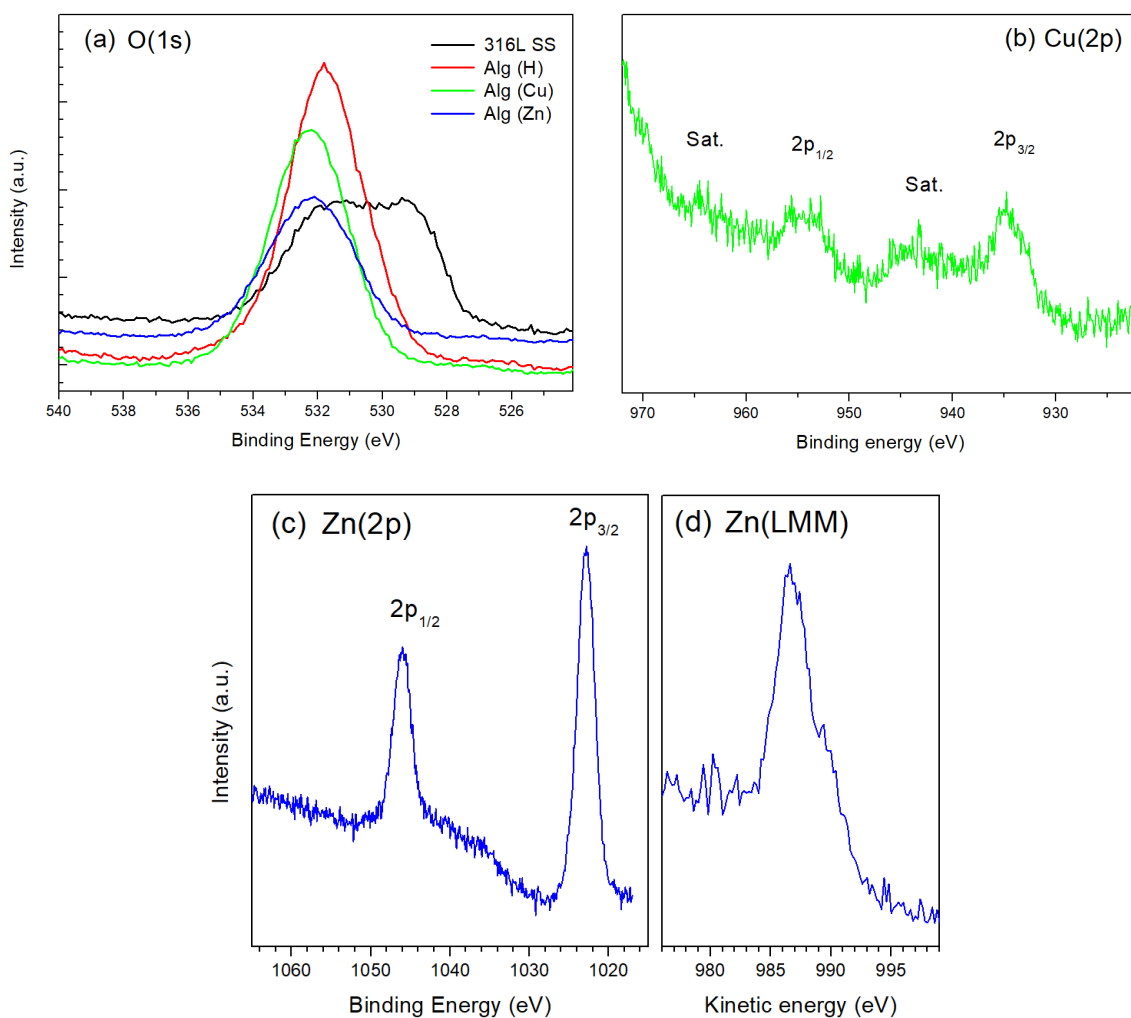 (a) O(1s)
316L SS
Alg (H)
Alg (Cu)
Alg (Zn)
Intensity (a.u.)
540 538 536 534 532 530 528 526
Binding Energy (eV)
(b) Cu(2p)
Sat.
2p1/2
Sat.
2p3/2
970 960 950 940 930
Binding energy (eV)
(c) Zn(2p)
2p1/2
2p3/2
Intensity (a.u.)
1060 1050 1040 1030 1020
Binding Energy (eV)
(d) Zn(LMM)
980 985 990 995
Kinetic energy (eV)